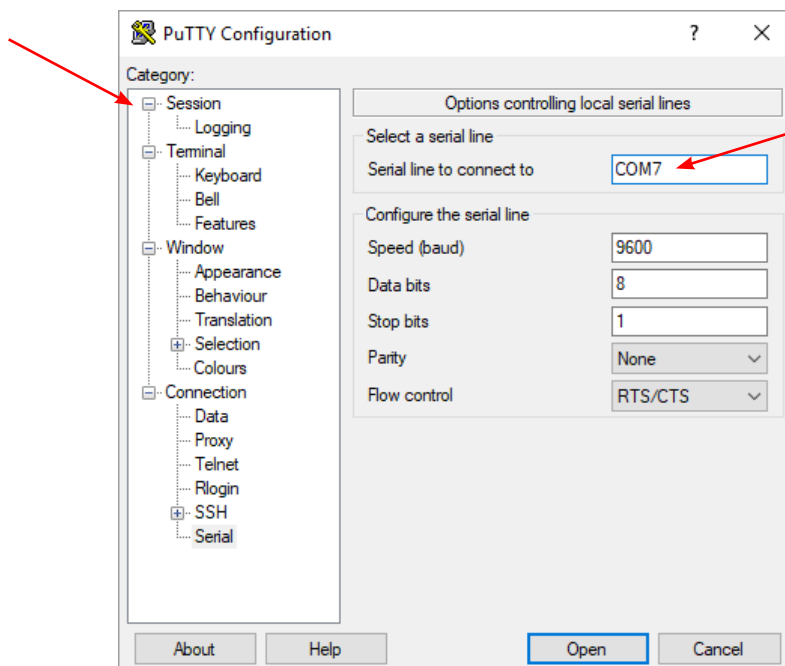 PuTTY Configuration
?
Category:
Session
Logging
Terminal
Keyboard
Bell
Features
Window
Appearance
Behaviour
Translation
Selection
Colours
Connection
Data
Proxy
Telnet
Rlogin
SSH
Serial
Options controlling local serial lines
Select a serial line
Serial line to connect to COM7
Configure the serial line
Speed (baud) 9600
Data bits 8
Stop bits 1
Parity None
Flow control RTS/CTS
About Help Open Cancel